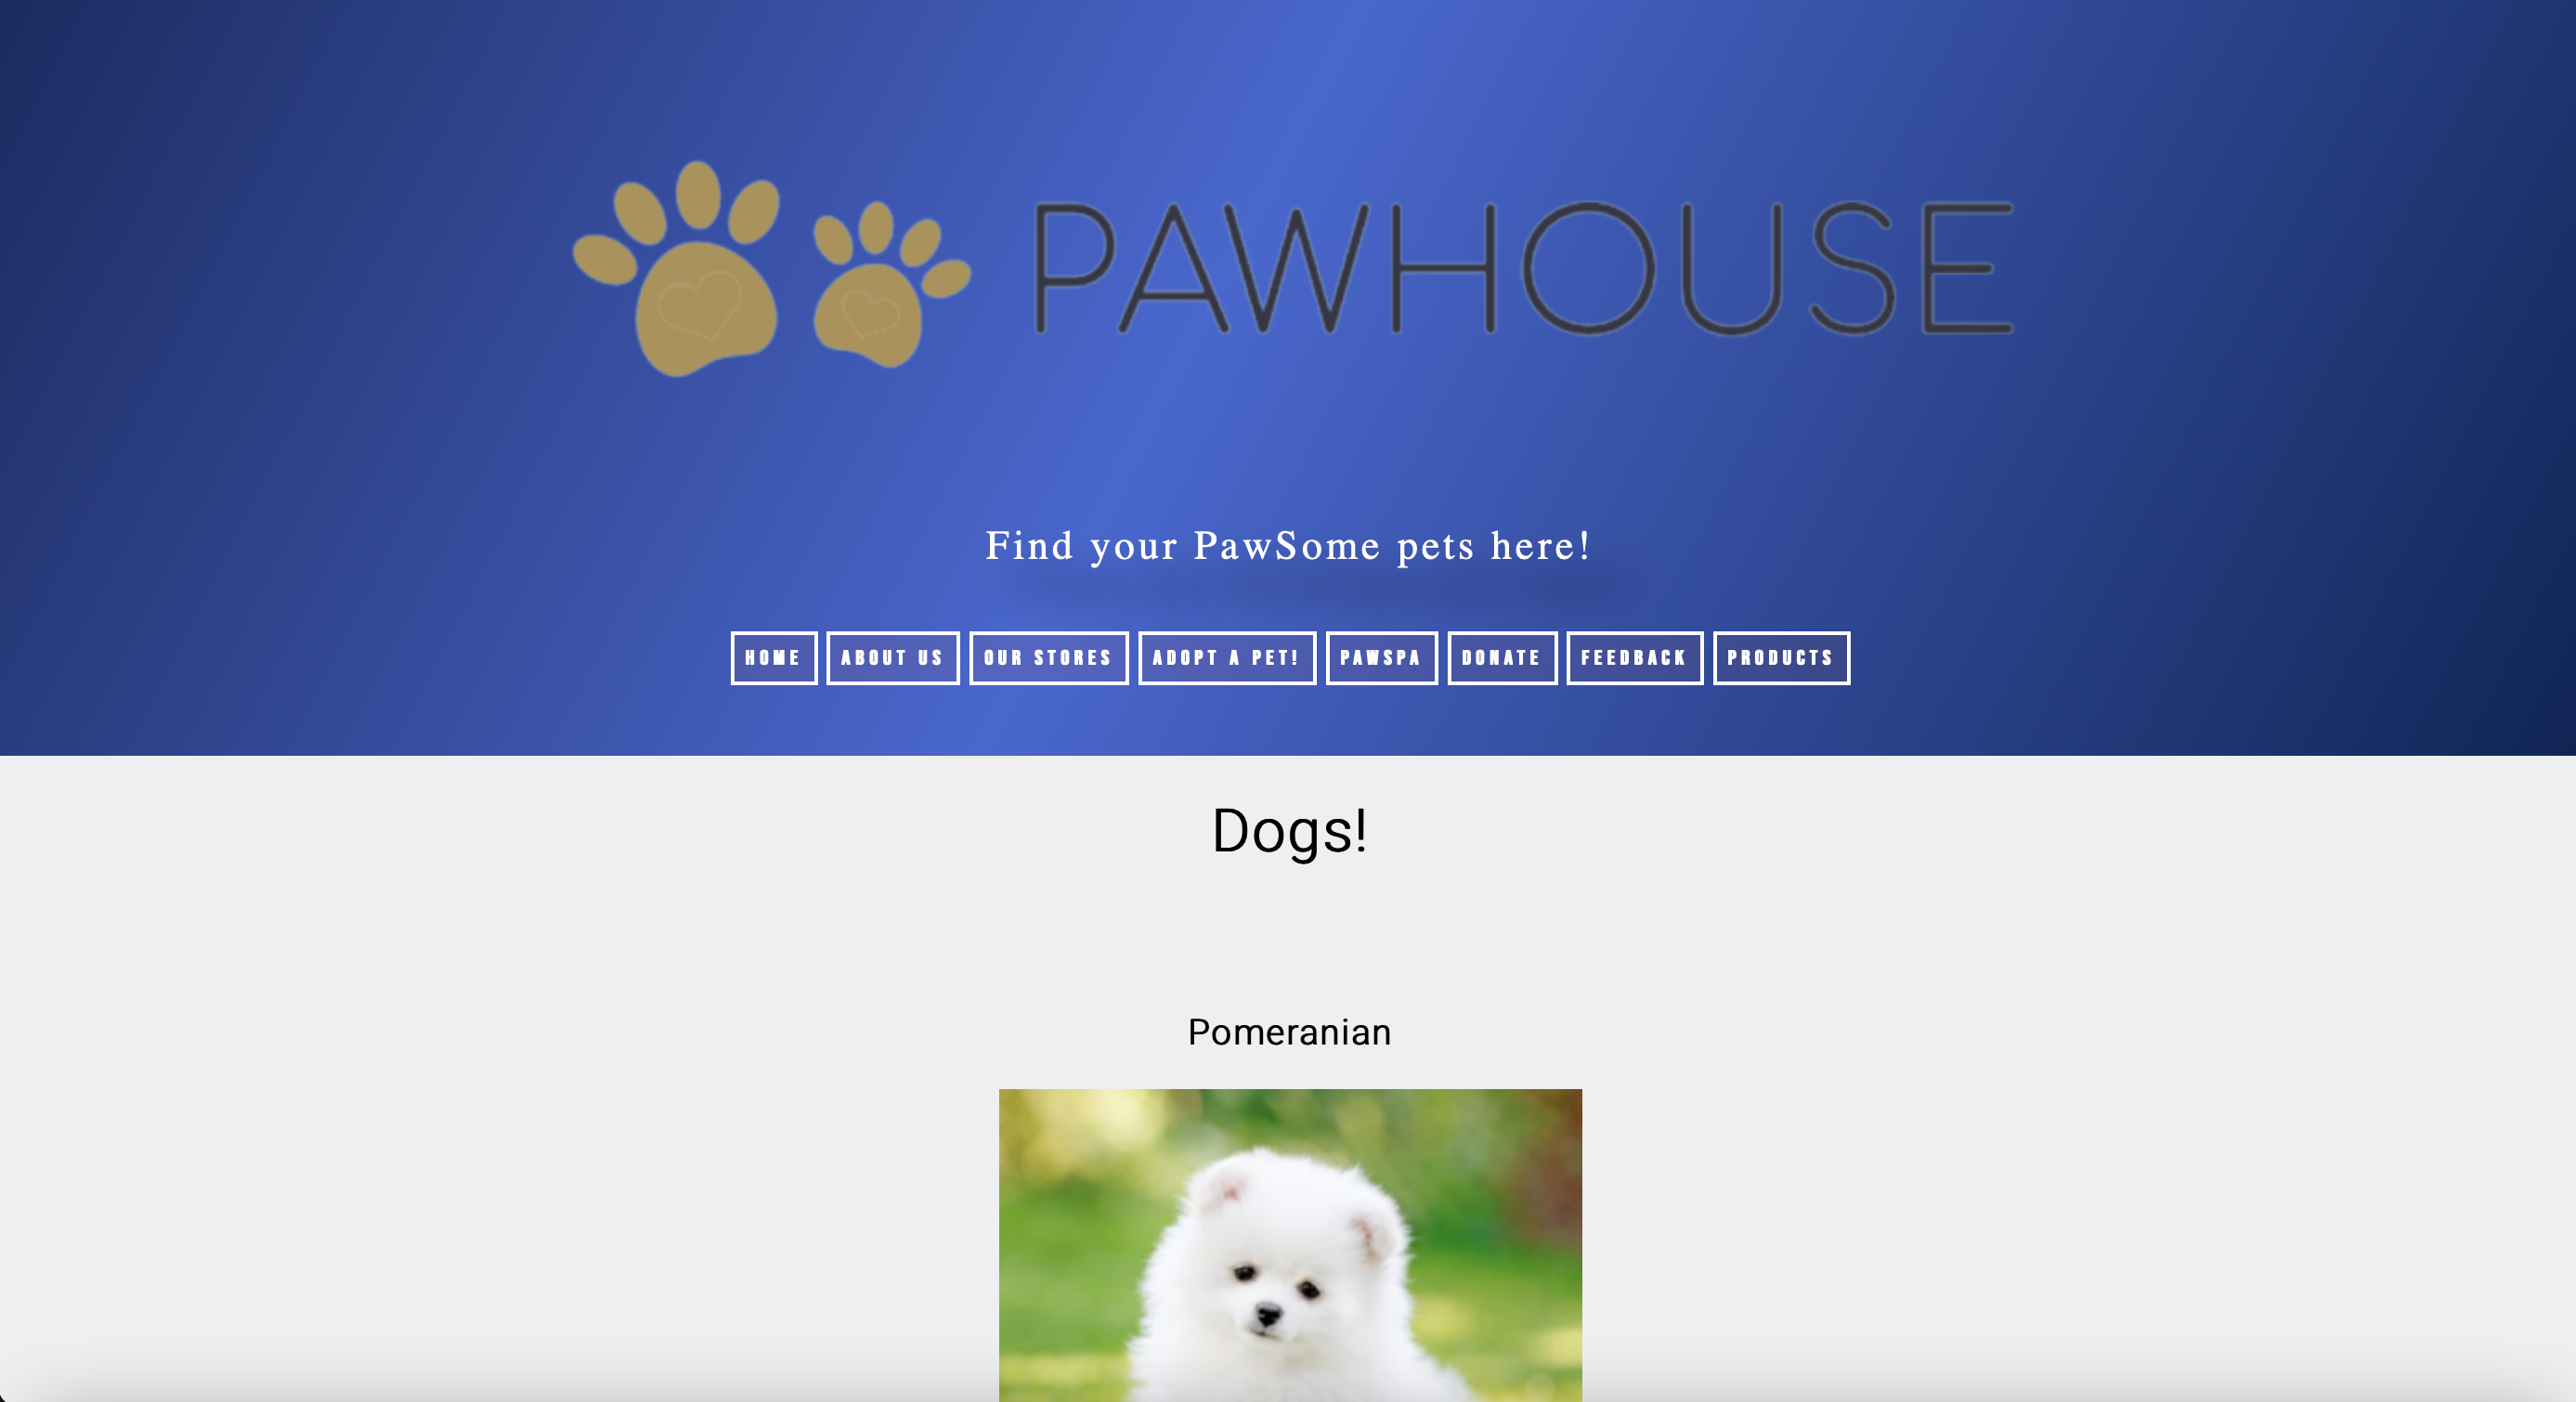 PAWHOUSE
Find your PawSome pets here!
HOME ABOUT US OUR STORES ADOPT A PET! PAWSPA DONATE FEEDBACK PRODUCTS
Dogs!
Pomeranian